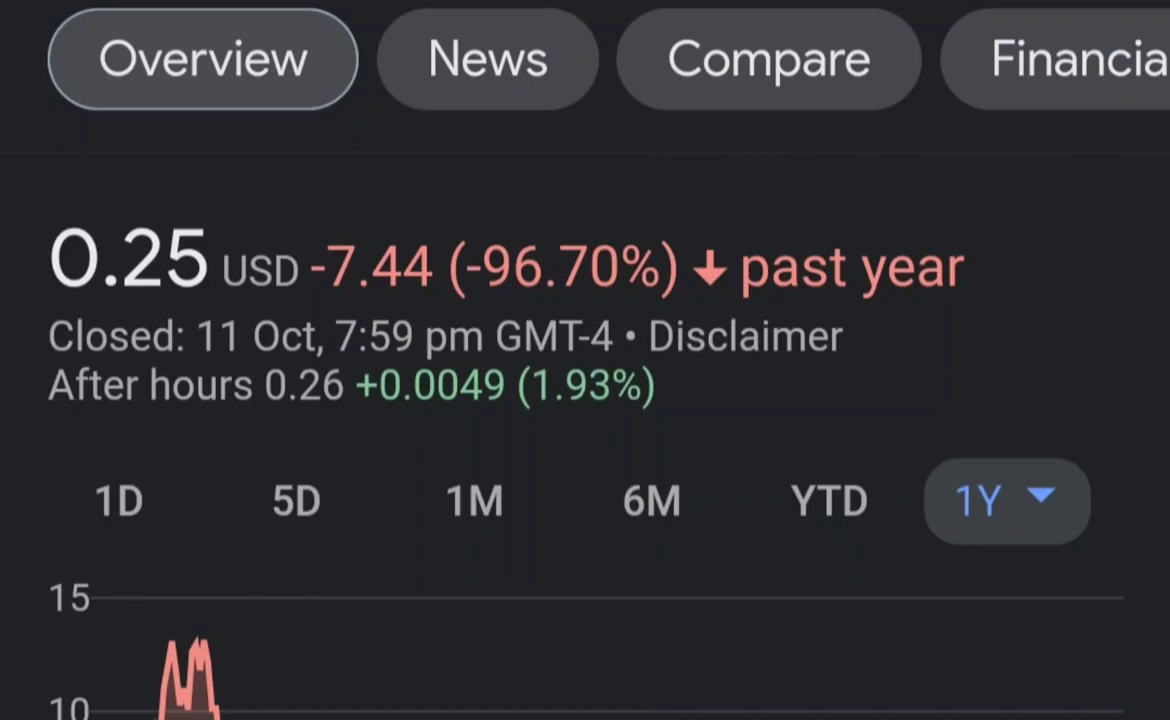 Overview News Compare Financia
0.25 USD -7.44 (-96.70%) ↓ past year
Closed: 11 Oct, 7:59 pm GMT-4 • Disclaimer
After hours 0.26 +0.0049 (1.93%)
1D 5D 1M 6M YTD 1Y
15
10